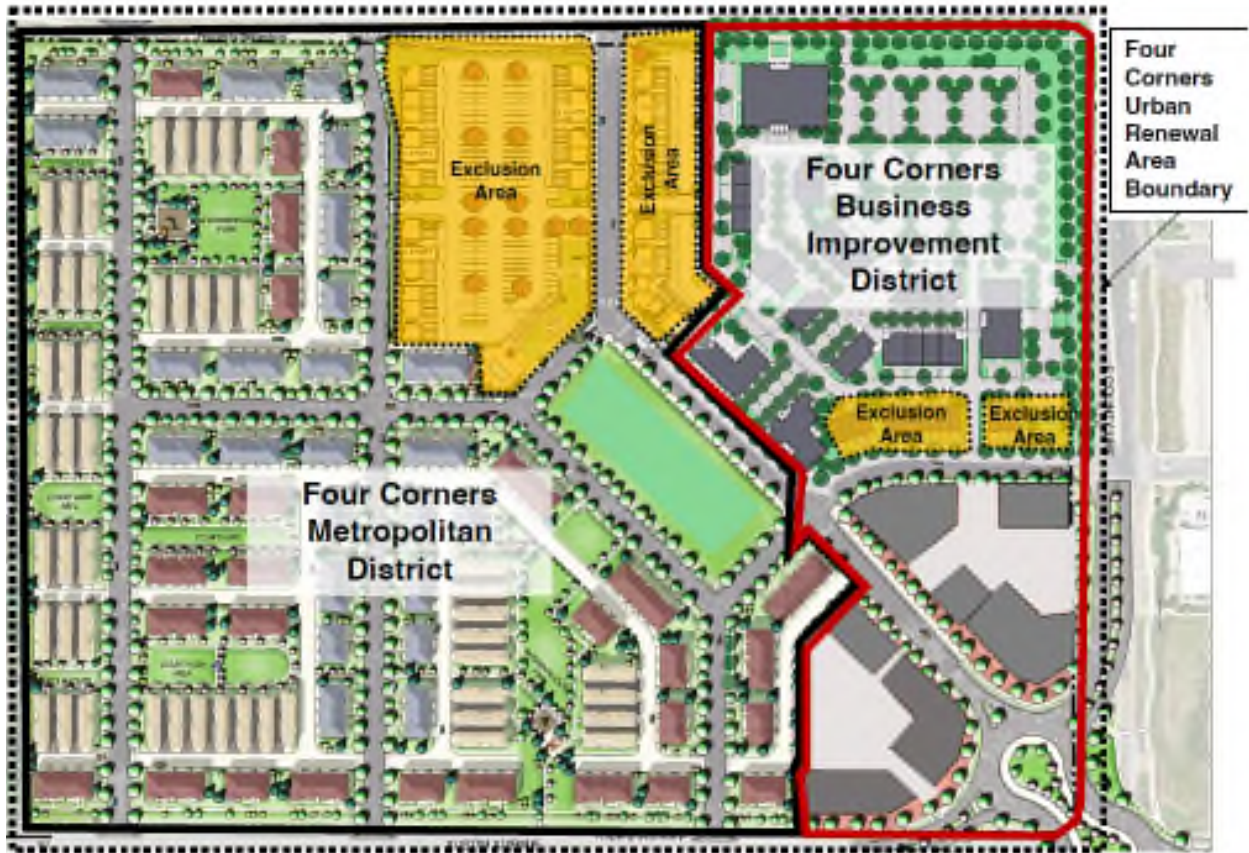 Four
Corners
Urban
Renewal
Area
Boundary
Exclusion
Area
Exclusion
Area
Four Corners
Business
Improvement
District
Exclusion
Area
Exclusion
Area
Four Corners
Metropolitan
District